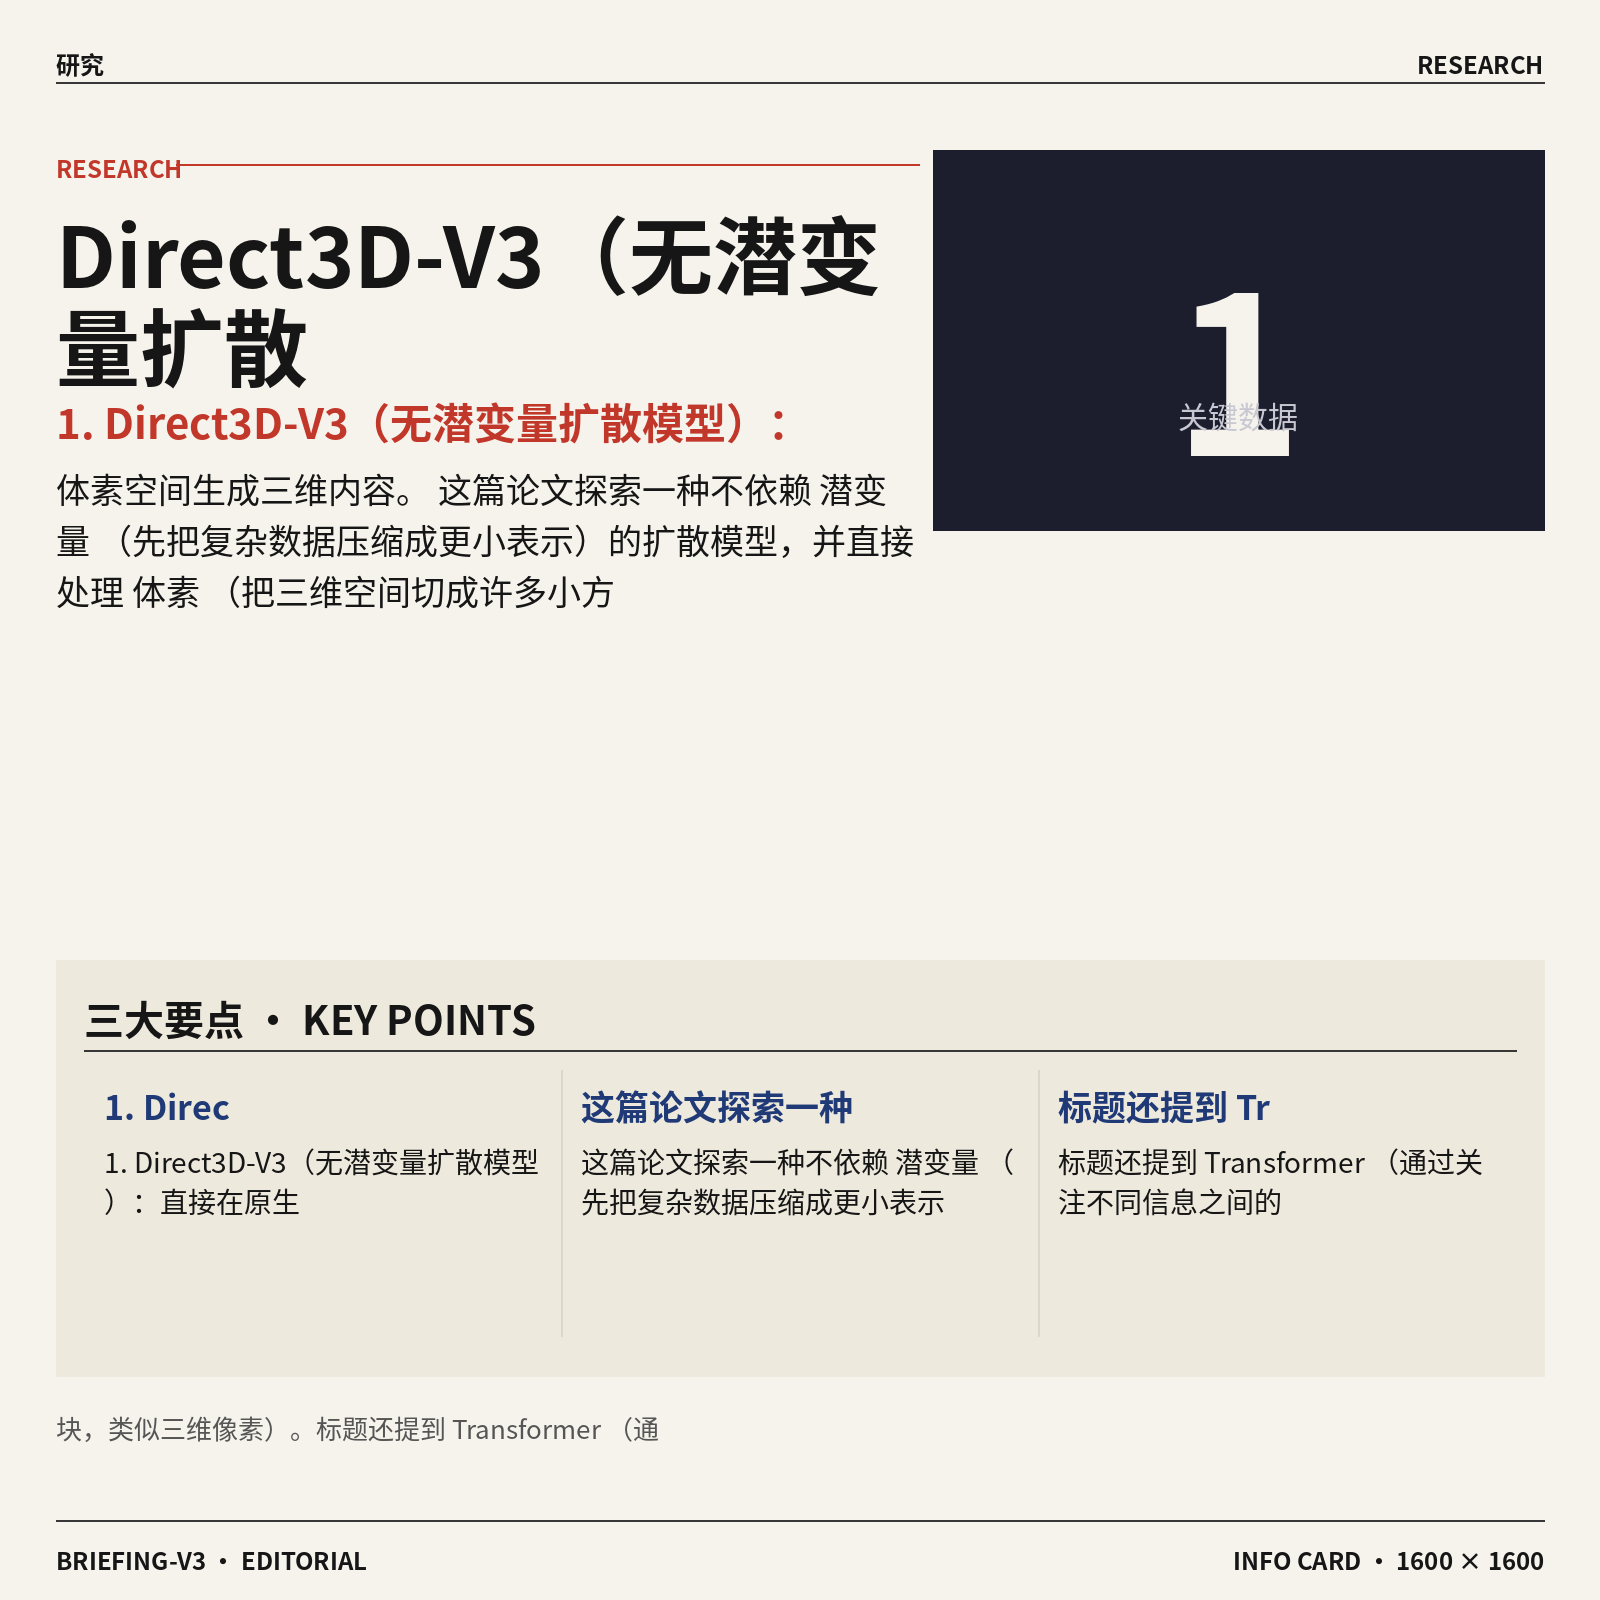 研究
RESEARCH
RESEARCH
Direct3D-V3（无潜变
量扩散
1. Direct3D-V3（无潜变量扩散模型）：
体素空间生成三维内容。 这篇论文探索一种不依赖 潜变
量 （先把复杂数据压缩成更小表示）的扩散模型，并直接
处理 体素 （把三维空间切成许多小方
1
关键数据
三大要点 · KEY POINTS
1. Direc
1. Direct3D-V3（无潜变量扩散模型
）：直接在原生
这篇论文探索一种
这篇论文探索一种不依赖 潜变量 （
先把复杂数据压缩成更小表示
标题还提到 Tr
标题还提到 Transformer （通过关
注不同信息之间的
块，类似三维像素）。标题还提到 Transformer （通
BRIEFING-V3 · EDITORIAL
INFO CARD · 1600 × 1600